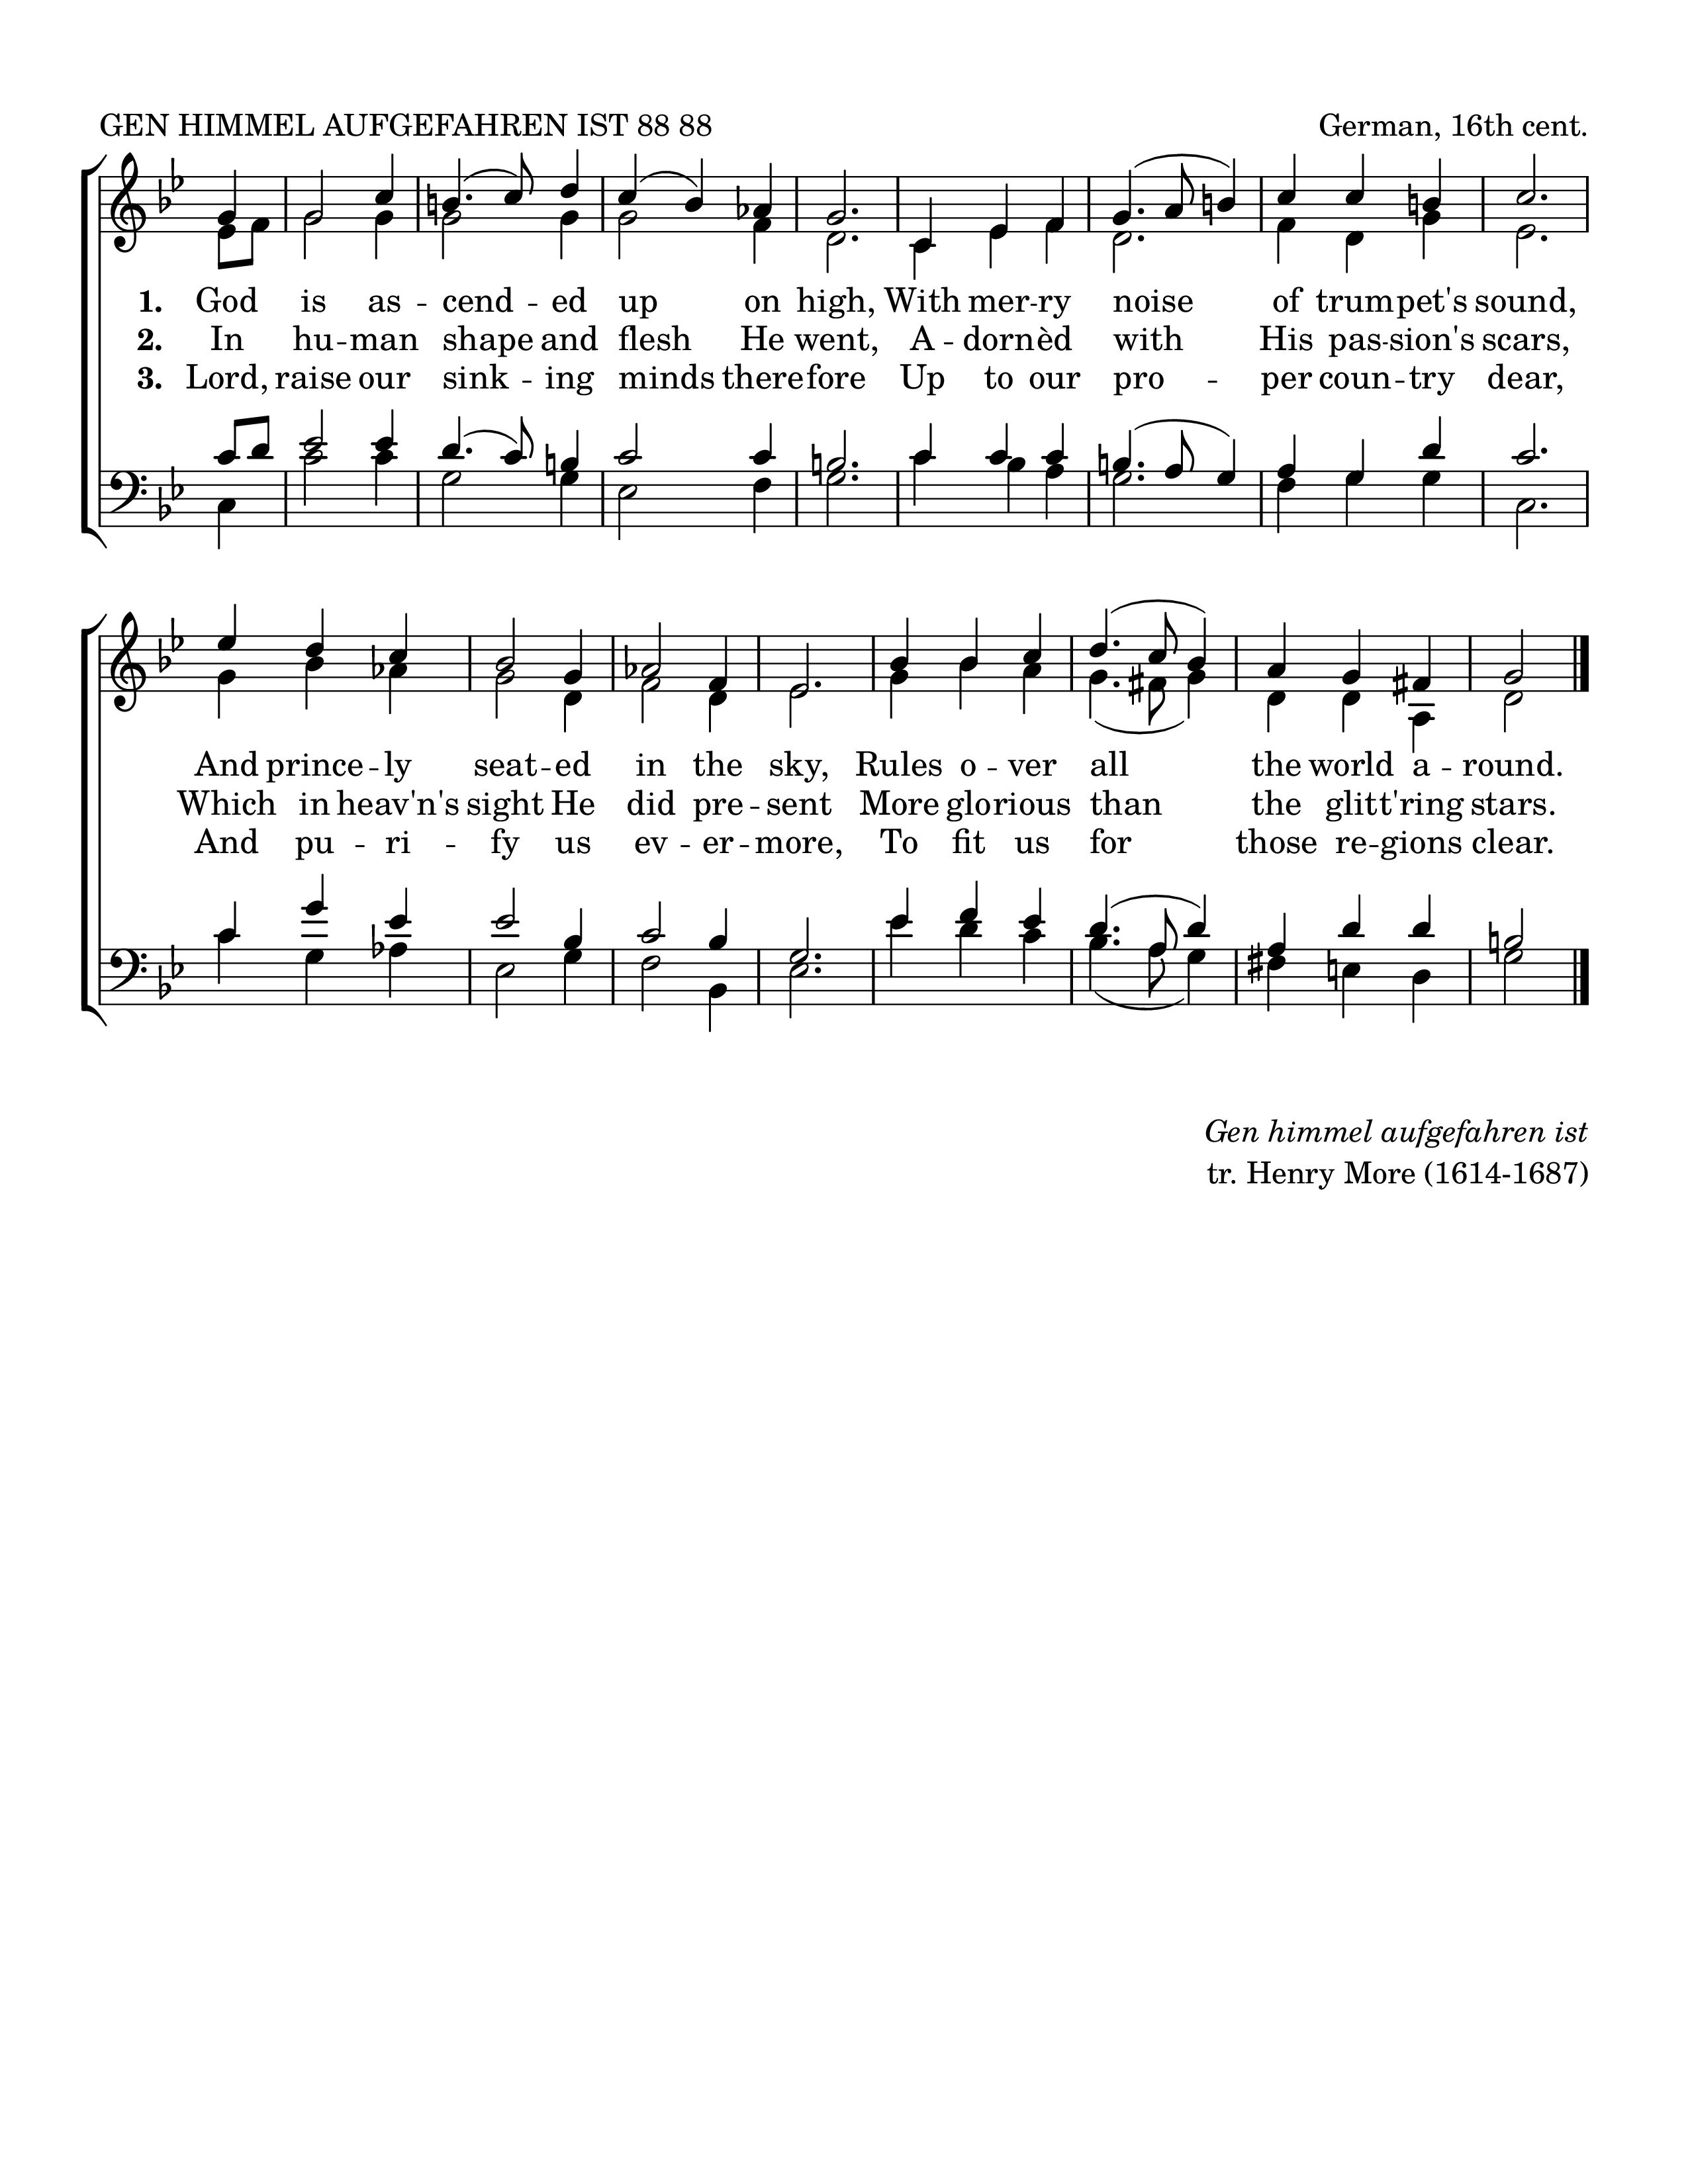 GEN HIMMEL AUFGEFAHREN IST 88 88 German, 16th cent.
1. God is as - cend - ed up on high, With mer - ry noise of trumpet's sound,
2. In hu - man shape and flesh He went, A - dornèd with His pas - sion's scars,
3. Lord, raise our sink - ing minds therefore Up to our pro - per coun - try dear,
And prince - ly seat - ed in the sky, Rules o - ver all the world a - round.
Which in heav'n's sight He did pre - sent More glorious than the glitt'ring stars.
And pu - ri - fy us ev - er - more, To fit us for those re - gions clear.
Gen himmel aufgefahren ist
tr. Henry More (1614-1687)